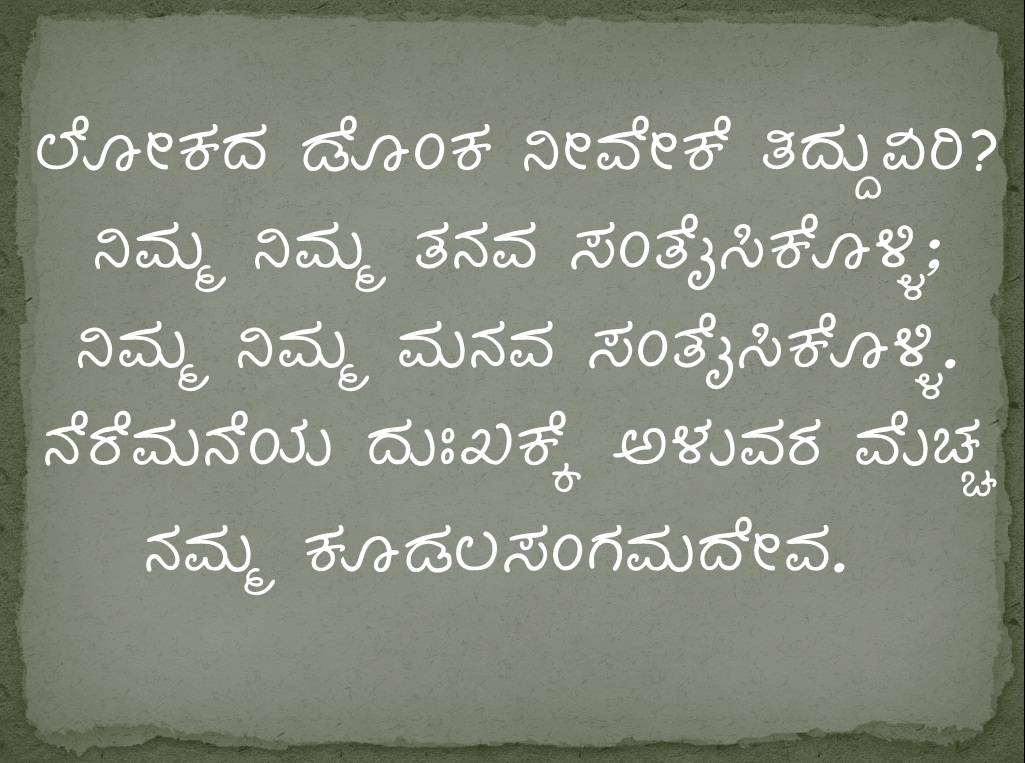 ಲೋಕದ ಡೊಂಕ ನೀವೇಕೆ ತಿದ್ದುವಿರಿ?
ನಿಮ್ಮ ನಿಮ್ಮ ತನವ ಸಂತೈಸಿಕೊಳ್ಳಿ;
ನಿಮ್ಮ ನಿಮ್ಮ ಮನವ ಸಂತೈಸಿಕೊಳ್ಳಿ.
ನೆರೆಮನೆಯ ದುಃಖಕ್ಕೆ ಅಳುವರ ಮೆಚ್ಚ
ನಮ್ಮ ಕೂಡಲಸಂಗಮದೇವ.